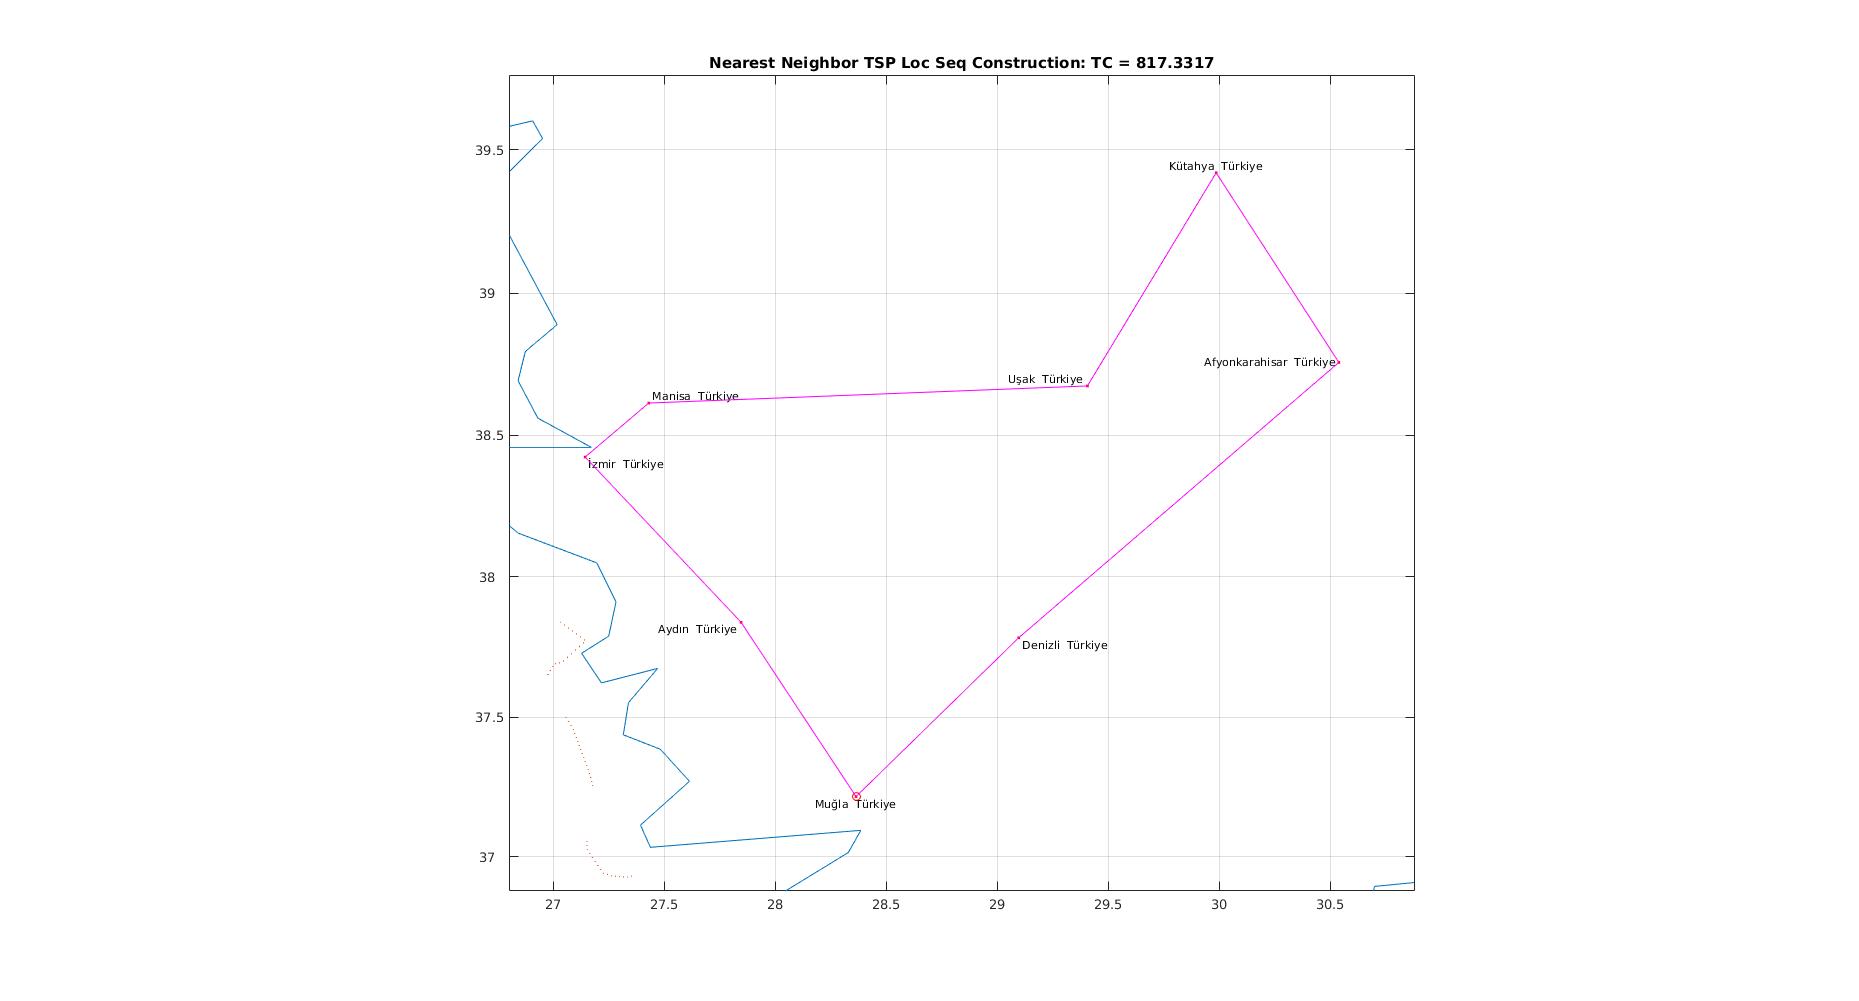 Nearest Neighbor TSP Loc Seq Construction: TC = 817.3317
39.5
Kütahya Türkiye
39
Afyonkarahisar Türkiye
Uşak Türkiye
Manisa Türkiye
38.5
İzmir Türkiye
38
Aydın Türkiye
Denizli Türkiye
37.5
Muğla Türkiye
37
27 27.5 28 28.5 29 29.5 30 30.5